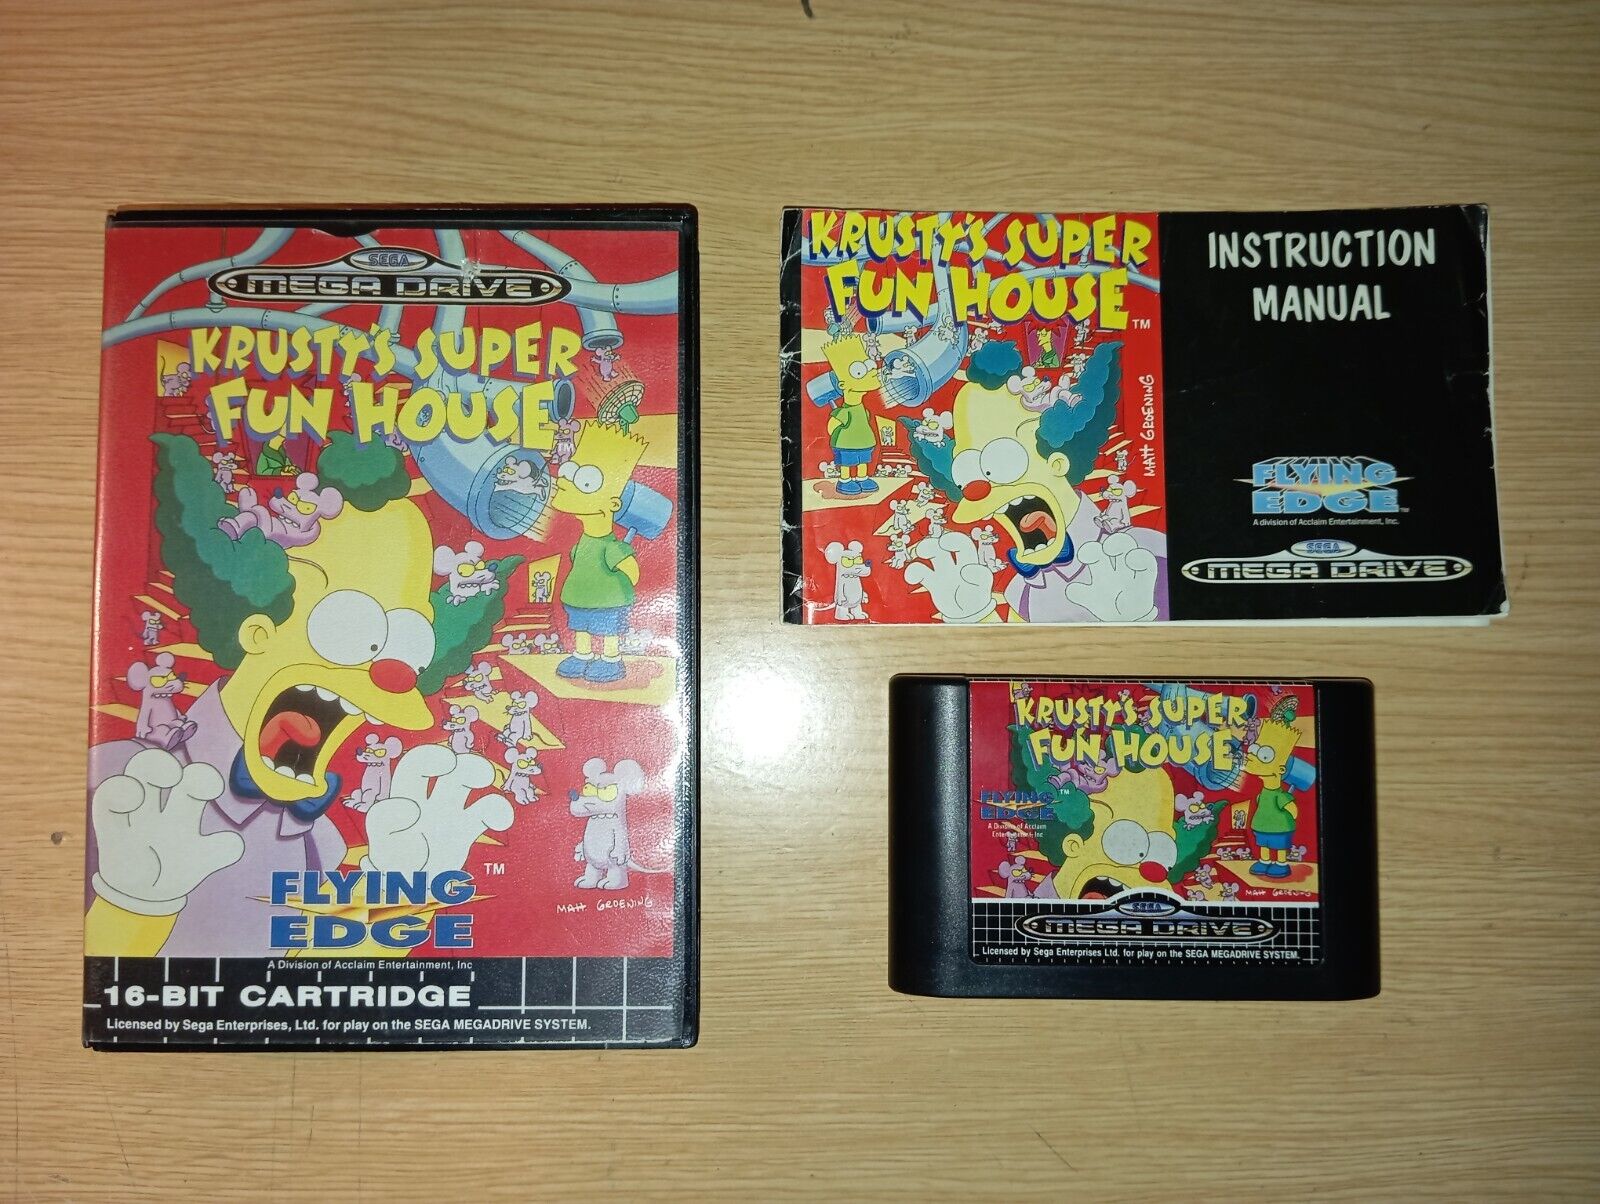 SEGA
MEGA DRIVE
KRUSTY'S SUPER
FUN HOUSE
MATT GROENING
FLYING ™
EDGE
A Division of Acclaim Entertainment, Inc
16-BIT CARTRIDGE
Licensed by Sega Enterprises, Ltd. for play on the SEGA MEGADRIVE SYSTEM.
KRUSTY'S SUPER
FUN HOUSE ™
MATT GROENING
INSTRUCTION
MANUAL
FLYING
EDGE ™
A division of Acclaim Entertainment, Inc.
SEGA
MEGA DRIVE
KRUSTY'S SUPER
FUN HOUSE
FLYING ™
EDGE
A Division of Acclaim
Entertainment, Inc
MATT GROENING
SEGA
MEGA DRIVE
Licensed by Sega Enterprises Ltd. for play on the SEGA MEGADRIVE SYSTEM.